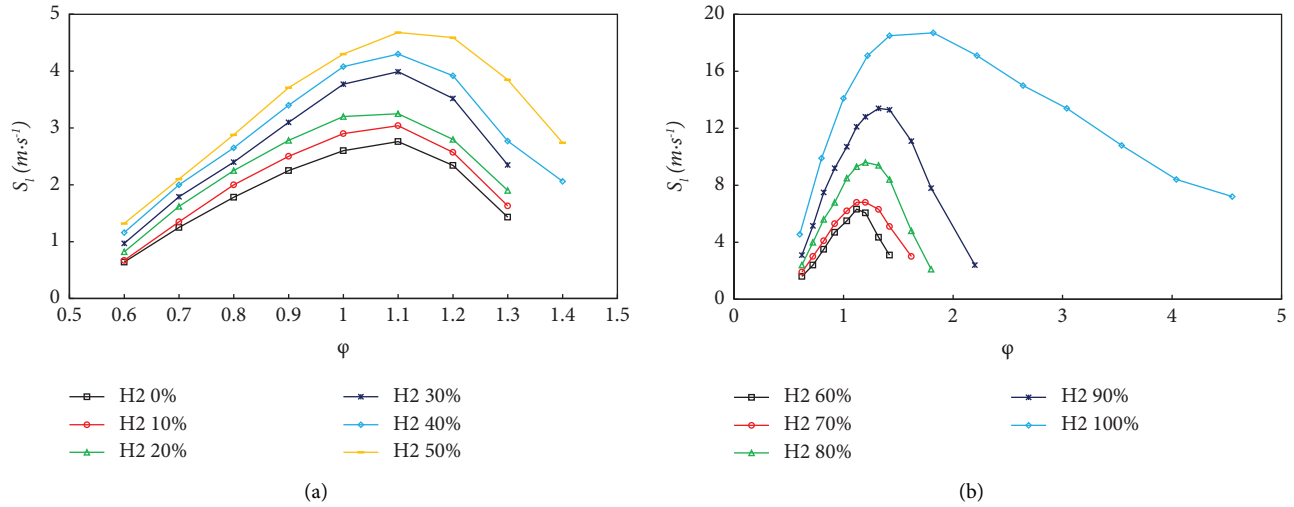 5
4
3
2
1
0
S_l (m·s⁻¹)
0.5 0.6 0.7 0.8 0.9 1 1.1 1.2 1.3 1.4 1.5
φ
H2 0%
H2 10%
H2 20%
H2 30%
H2 40%
H2 50%
(a)
20
16
12
8
4
0
S_l (m·s⁻¹)
0 1 2 3 4 5
φ
H2 60%
H2 70%
H2 80%
H2 90%
H2 100%
(b)